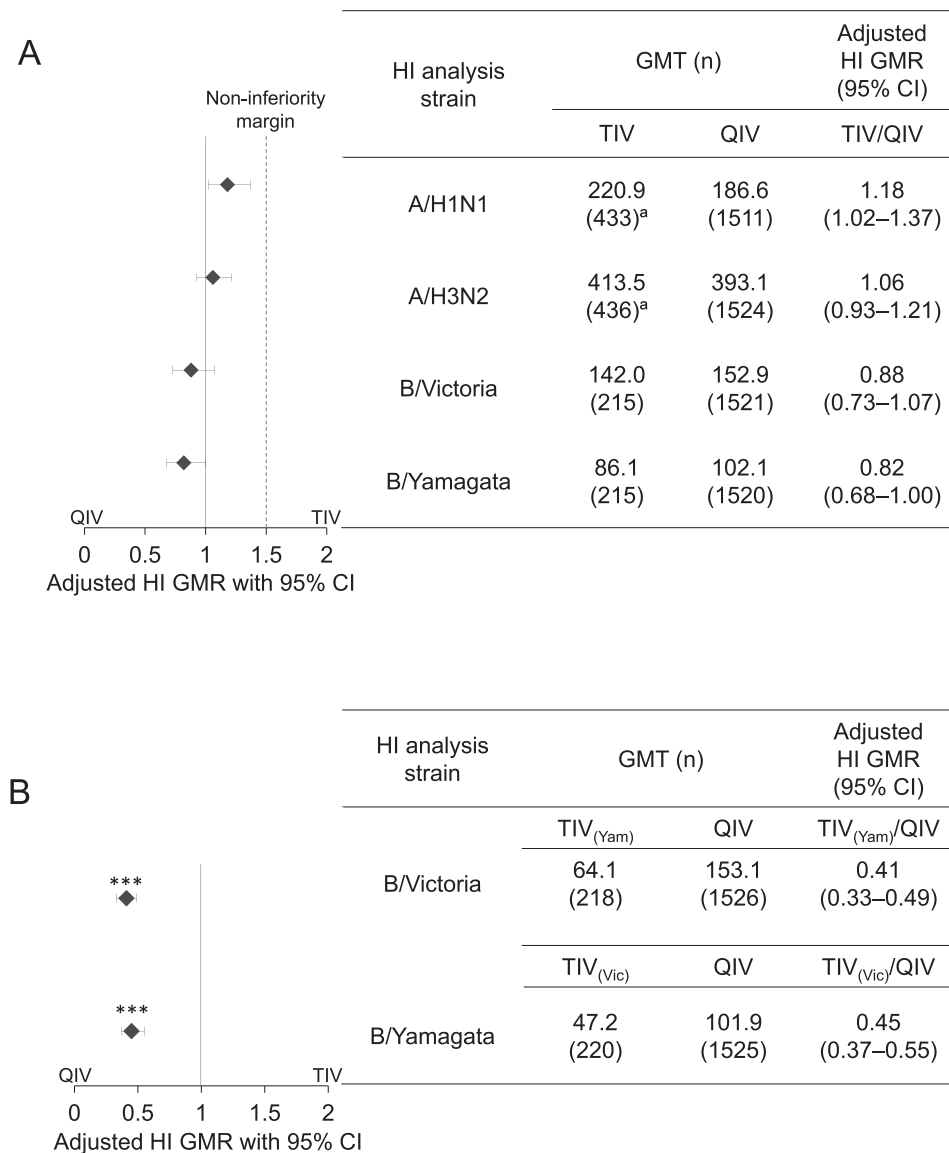 A
Non-inferiority
margin
QIV
TIV
0 0.5 1 1.5 2
Adjusted HI GMR with 95% CI
HI analysis
strain
GMT (n)
Adjusted
HI GMR
(95% CI)
TIV QIV TIV/QIV
A/H1N1
220.9 186.6 1.18
(433)ᵃ (1511) (1.02–1.37)
A/H3N2
413.5 393.1 1.06
(436)ᵃ (1524) (0.93–1.21)
B/Victoria
142.0 152.9 0.88
(215) (1521) (0.73–1.07)
B/Yamagata
86.1 102.1 0.82
(215) (1520) (0.68–1.00)
B
***
***
QIV
TIV
0 0.5 1 1.5 2
Adjusted HI GMR with 95% CI
HI analysis
strain
GMT (n)
Adjusted
HI GMR
(95% CI)
TIV(Yam) QIV TIV(Yam)/QIV
B/Victoria
64.1 153.1 0.41
(218) (1526) (0.33–0.49)
TIV(Vic) QIV TIV(Vic)/QIV
B/Yamagata
47.2 101.9 0.45
(220) (1525) (0.37–0.55)